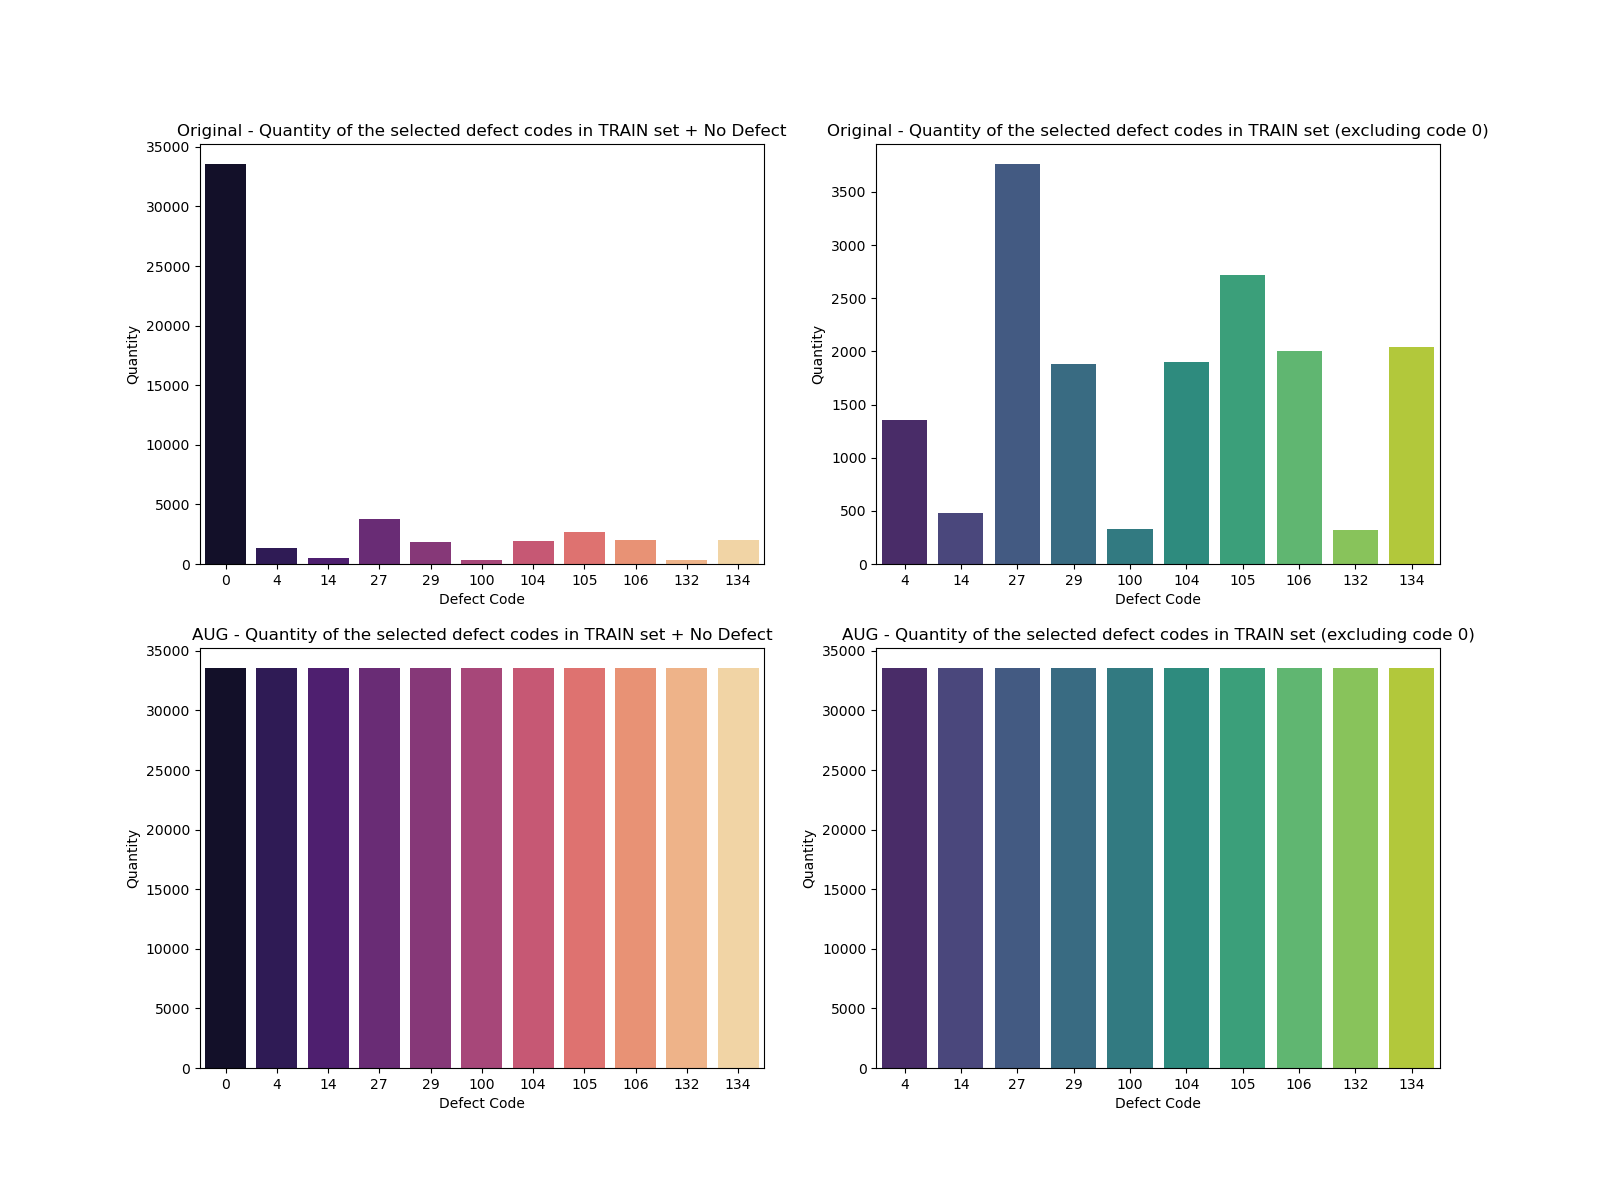 Original - Quantity of the selected defect codes in TRAIN set + No Defect
35000
30000
25000
20000
15000
10000
5000
0
Quantity
0 4 14 27 29 100 104 105 106 132 134
Defect Code
Original - Quantity of the selected defect codes in TRAIN set (excluding code 0)
3500
3000
2500
2000
1500
1000
500
0
Quantity
4 14 27 29 100 104 105 106 132 134
Defect Code
AUG - Quantity of the selected defect codes in TRAIN set + No Defect
35000
30000
25000
20000
15000
10000
5000
0
Quantity
0 4 14 27 29 100 104 105 106 132 134
Defect Code
AUG - Quantity of the selected defect codes in TRAIN set (excluding code 0)
35000
30000
25000
20000
15000
10000
5000
0
Quantity
4 14 27 29 100 104 105 106 132 134
Defect Code